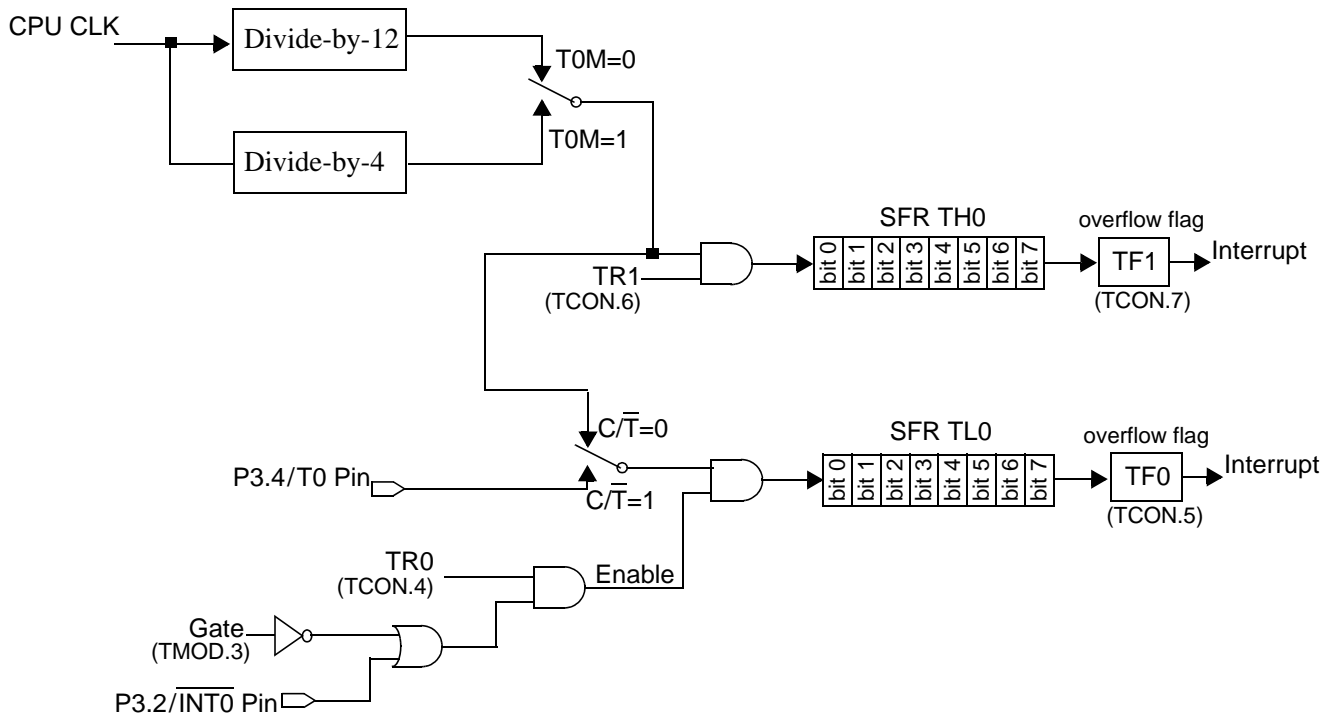 CPU CLK
Divide-by-12
T0M=0
T0M=1
Divide-by-4
SFR TH0
overflow flag
bit 0 bit 1 bit 2 bit 3 bit 4 bit 5 bit 6 bit 7
TF1
Interrupt
TR1
(TCON.6)
(TCON.7)
C/T̅=0
SFR TL0
overflow flag
P3.4/T0 Pin
C/T̅=1
bit 0 bit 1 bit 2 bit 3 bit 4 bit 5 bit 6 bit 7
TF0
Interrupt
(TCON.5)
TR0
(TCON.4)
Enable
Gate
(TMOD.3)
P3.2/I̅N̅T̅0̅ Pin